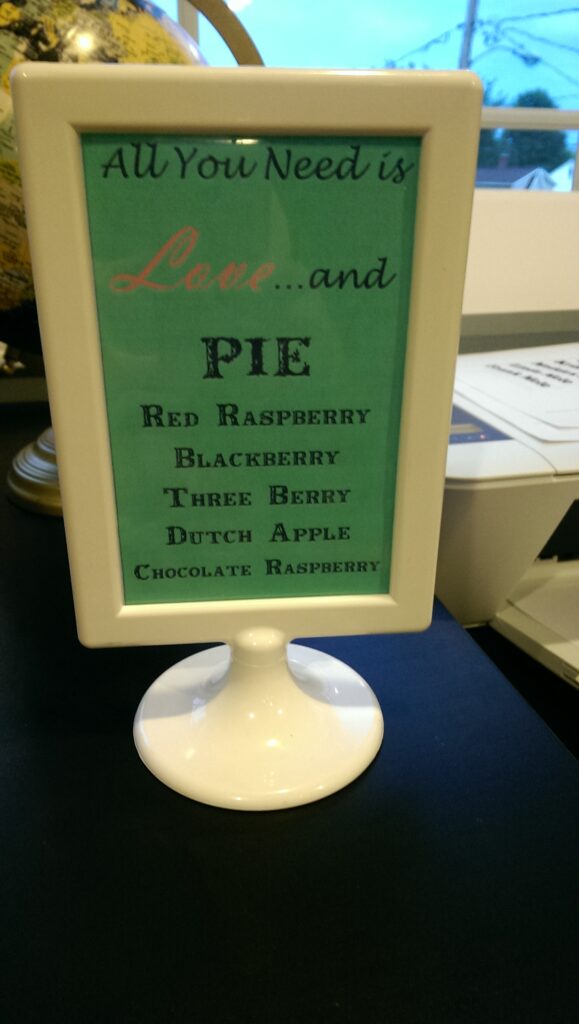 All You Need is
Love...and
PIE
Red Raspberry
Blackberry
Three Berry
Dutch Apple
Chocolate Raspberry